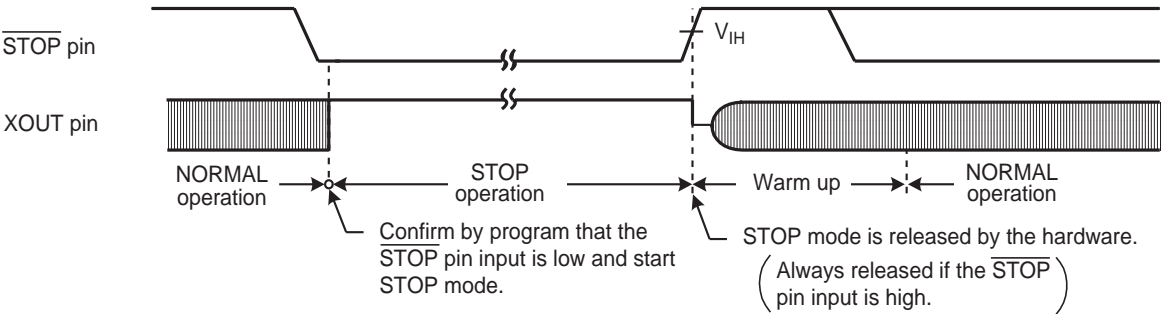 STOP pin
V_IH
XOUT pin
NORMAL operation
STOP operation
Warm up
NORMAL operation
Confirm by program that the
STOP pin input is low and start
STOP mode.
STOP mode is released by the hardware.
(Always released if the STOP
pin input is high.)